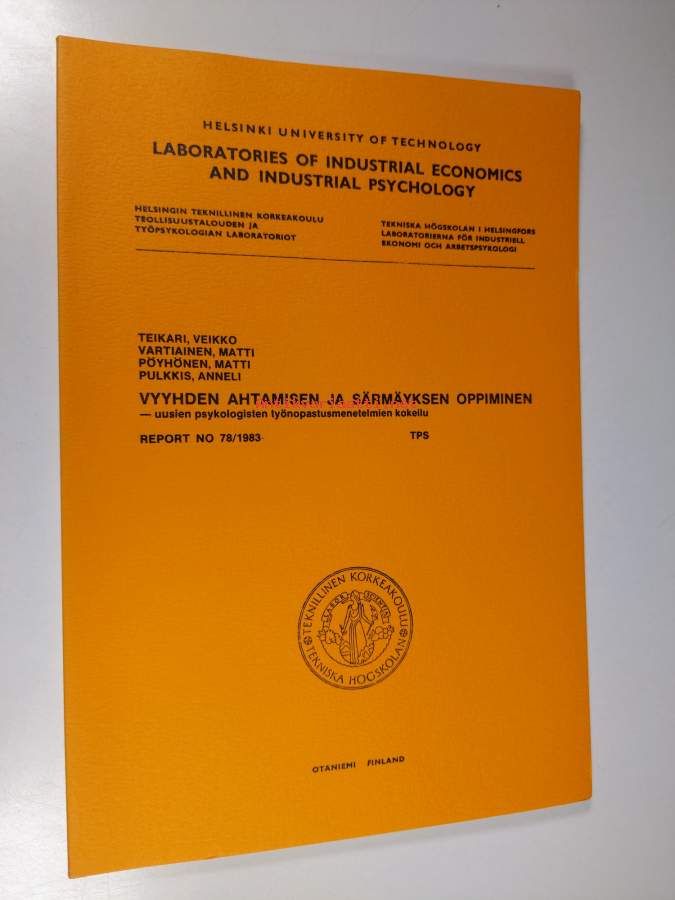 HELSINKI UNIVERSITY OF TECHNOLOGY
LABORATORIES OF INDUSTRIAL ECONOMICS
AND INDUSTRIAL PSYCHOLOGY
HELSINGIN TEKNILLINEN KORKEAKOULU
TEOLLISUUSTALOUDEN JA
TYÖPSYKOLOGIAN LABORATORIOT
TEKNISKA HÖGSKOLAN I HELSINGFORS
LABORATORIERNA FÖR INDUSTRIELL
EKONOMI OCH ARBETSPSYKOLOGI
TEIKARI, VEIKKO
VARTIAINEN, MATTI
PÖYHÖNEN, MATTI
PULKKIS, ANNELI
VYYHDEN AHTAMISEN JA SÄRMÄYKSEN OPPIMINEN
— uusien psykologisten työnopastusmenetelmien kokeilu
REPORT NO 78/1983
TPS
TEKNILLINEN KORKEAKOULU
TEKNISKA HÖGSKOLAN
OTANIEMI FINLAND